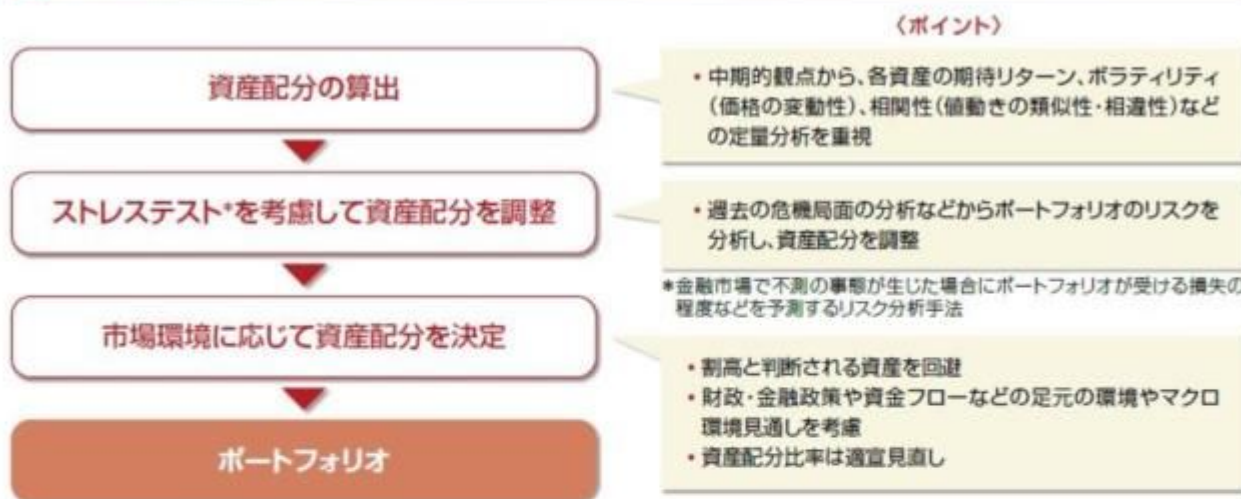 〈ポイント〉
資産配分の算出
・中期的観点から、各資産の期待リターン、ボラティリティ
(価格の変動性)、相関性(値動きの類似性・相違性)など
の定量分析を重視
ストレステスト*を考慮して資産配分を調整
・過去の危機局面の分析などからポートフォリオのリスクを
分析し、資産配分を調整
*金融市場で不測の事態が生じた場合にポートフォリオが受ける損失の
程度などを予測するリスク分析手法
市場環境に応じて資産配分を決定
・割高と判断される資産を回避
・財政・金融政策や資金フローなどの足元の環境やマクロ
環境見通しを考慮
・資産配分比率は適宜見直し
ポートフォリオ